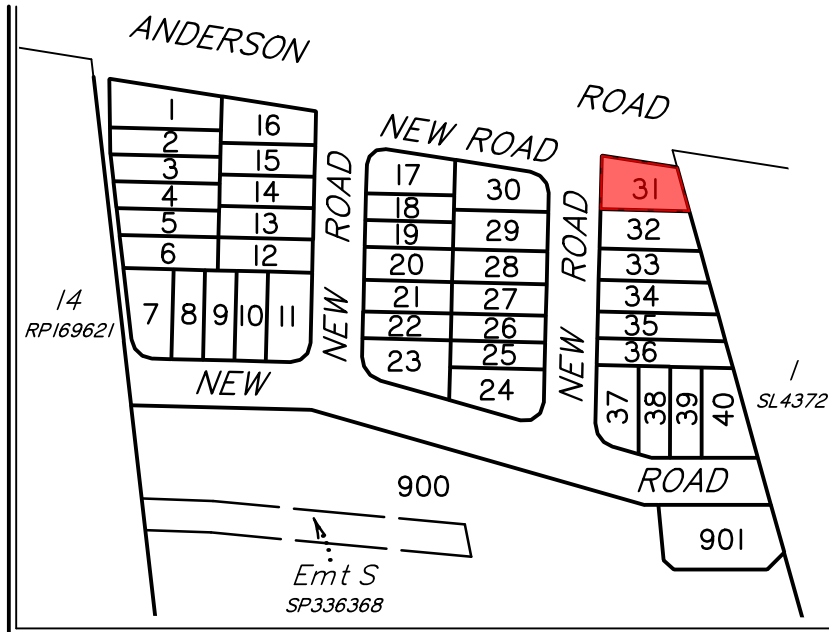 ANDERSON
ROAD
NEW ROAD
1
2
3
4
5
6
7 8 9 10 11
16
15
14
13
12
NEW ROAD
17
18
19
20
21
22
23
30
29
28
27
26
25
24
NEW ROAD
31
32
33
34
35
36
37 38 39 40
14
RP169621
1
SL4372
NEW
ROAD
900
901
Emt S
SP336368